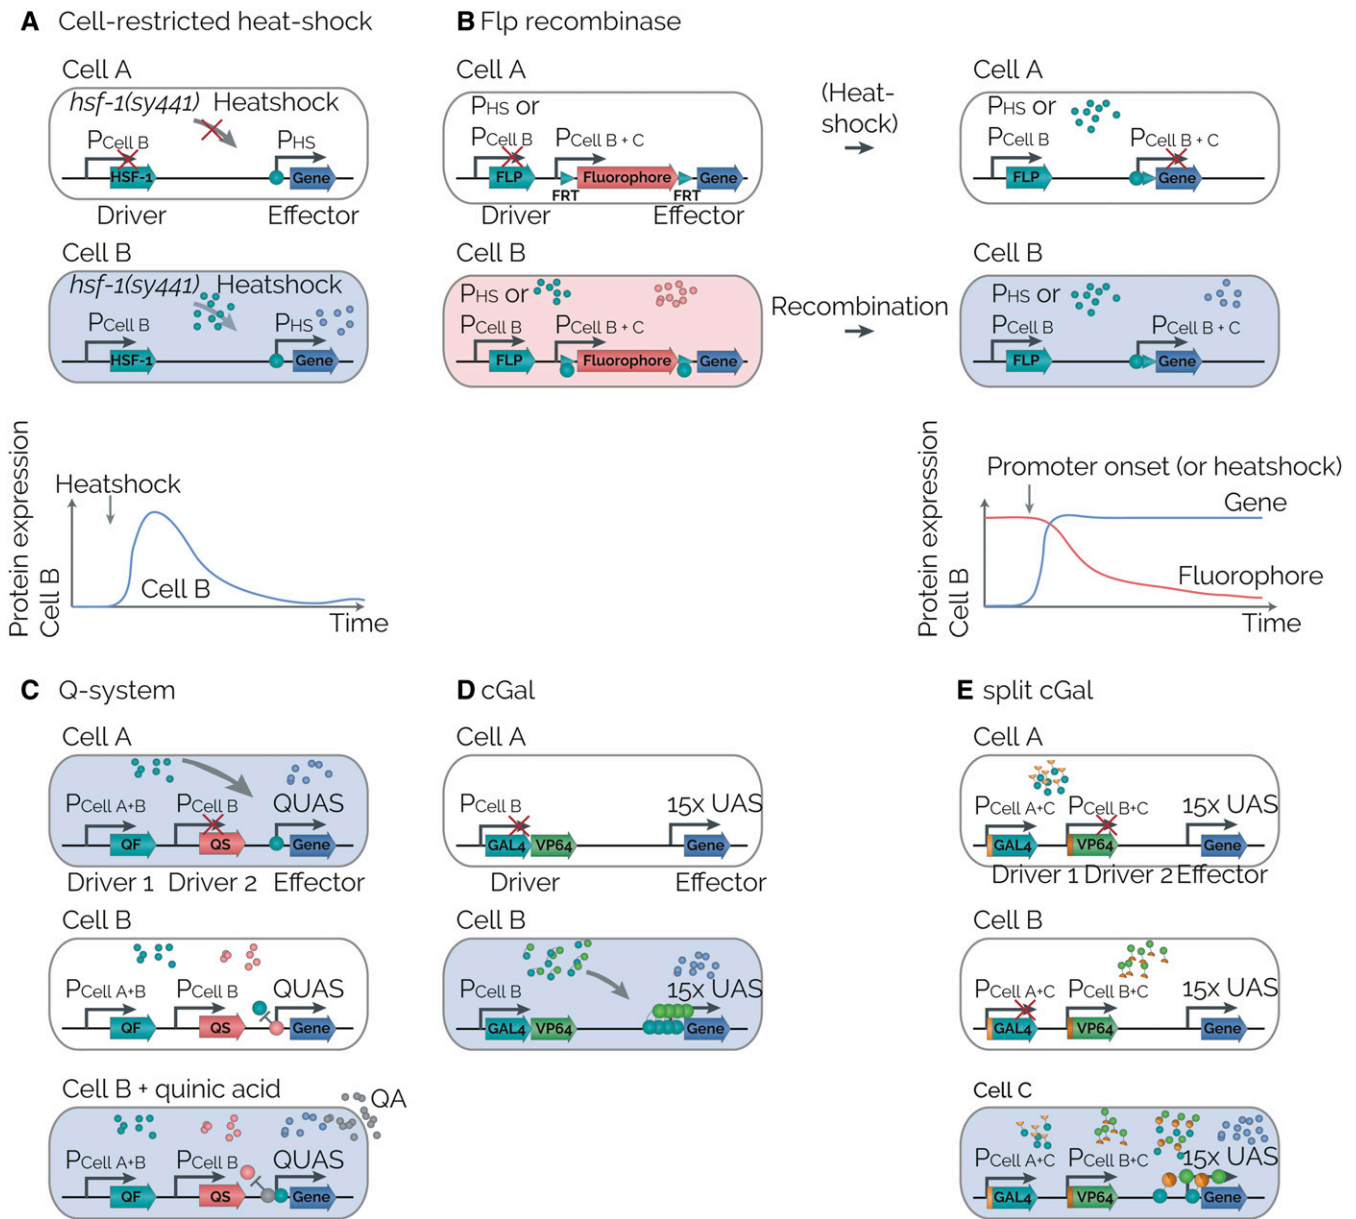 A Cell-restricted heat-shock
Cell A
hsf-1(sy441) Heatshock
PCell B PHS
HSF-1 Gene
Driver Effector
Cell B
hsf-1(sy441) Heatshock
PCell B PHS
HSF-1 Gene
Protein expression
Cell B
Heatshock
Cell B
Time
B Flp recombinase
Cell A
PHS or
PCell B PCell B + C
FLP Fluorophore Gene
FRT FRT
Driver Effector
Cell B
PHS or
PCell B PCell B + C
FLP Fluorophore Gene
(Heat-
shock)
Recombination
Cell A
PHS or
PCell B PCell B + C
FLP Gene
Cell B
PHS or
PCell B PCell B + C
FLP Gene
Protein expression
Cell B
Promoter onset (or heatshock)
Gene
Fluorophore
Time
C Q-system
Cell A
PCell A+B PCell B QUAS
QF QS Gene
Driver 1 Driver 2 Effector
Cell B
PCell A+B PCell B QUAS
QF QS Gene
Cell B + quinic acid
QA
PCell A+B PCell B QUAS
QF QS Gene
D cGal
Cell A
PCell B 15x UAS
GAL4 VP64 Gene
Driver Effector
Cell B
PCell B 15x UAS
GAL4 VP64 Gene
E split cGal
Cell A
PCell A+C PCell B+C 15x UAS
GAL4 VP64 Gene
Driver 1 Driver 2 Effector
Cell B
PCell A+C PCell B+C 15x UAS
GAL4 VP64 Gene
Cell C
PCell A+C PCell B+C 15x UAS
GAL4 VP64 Gene